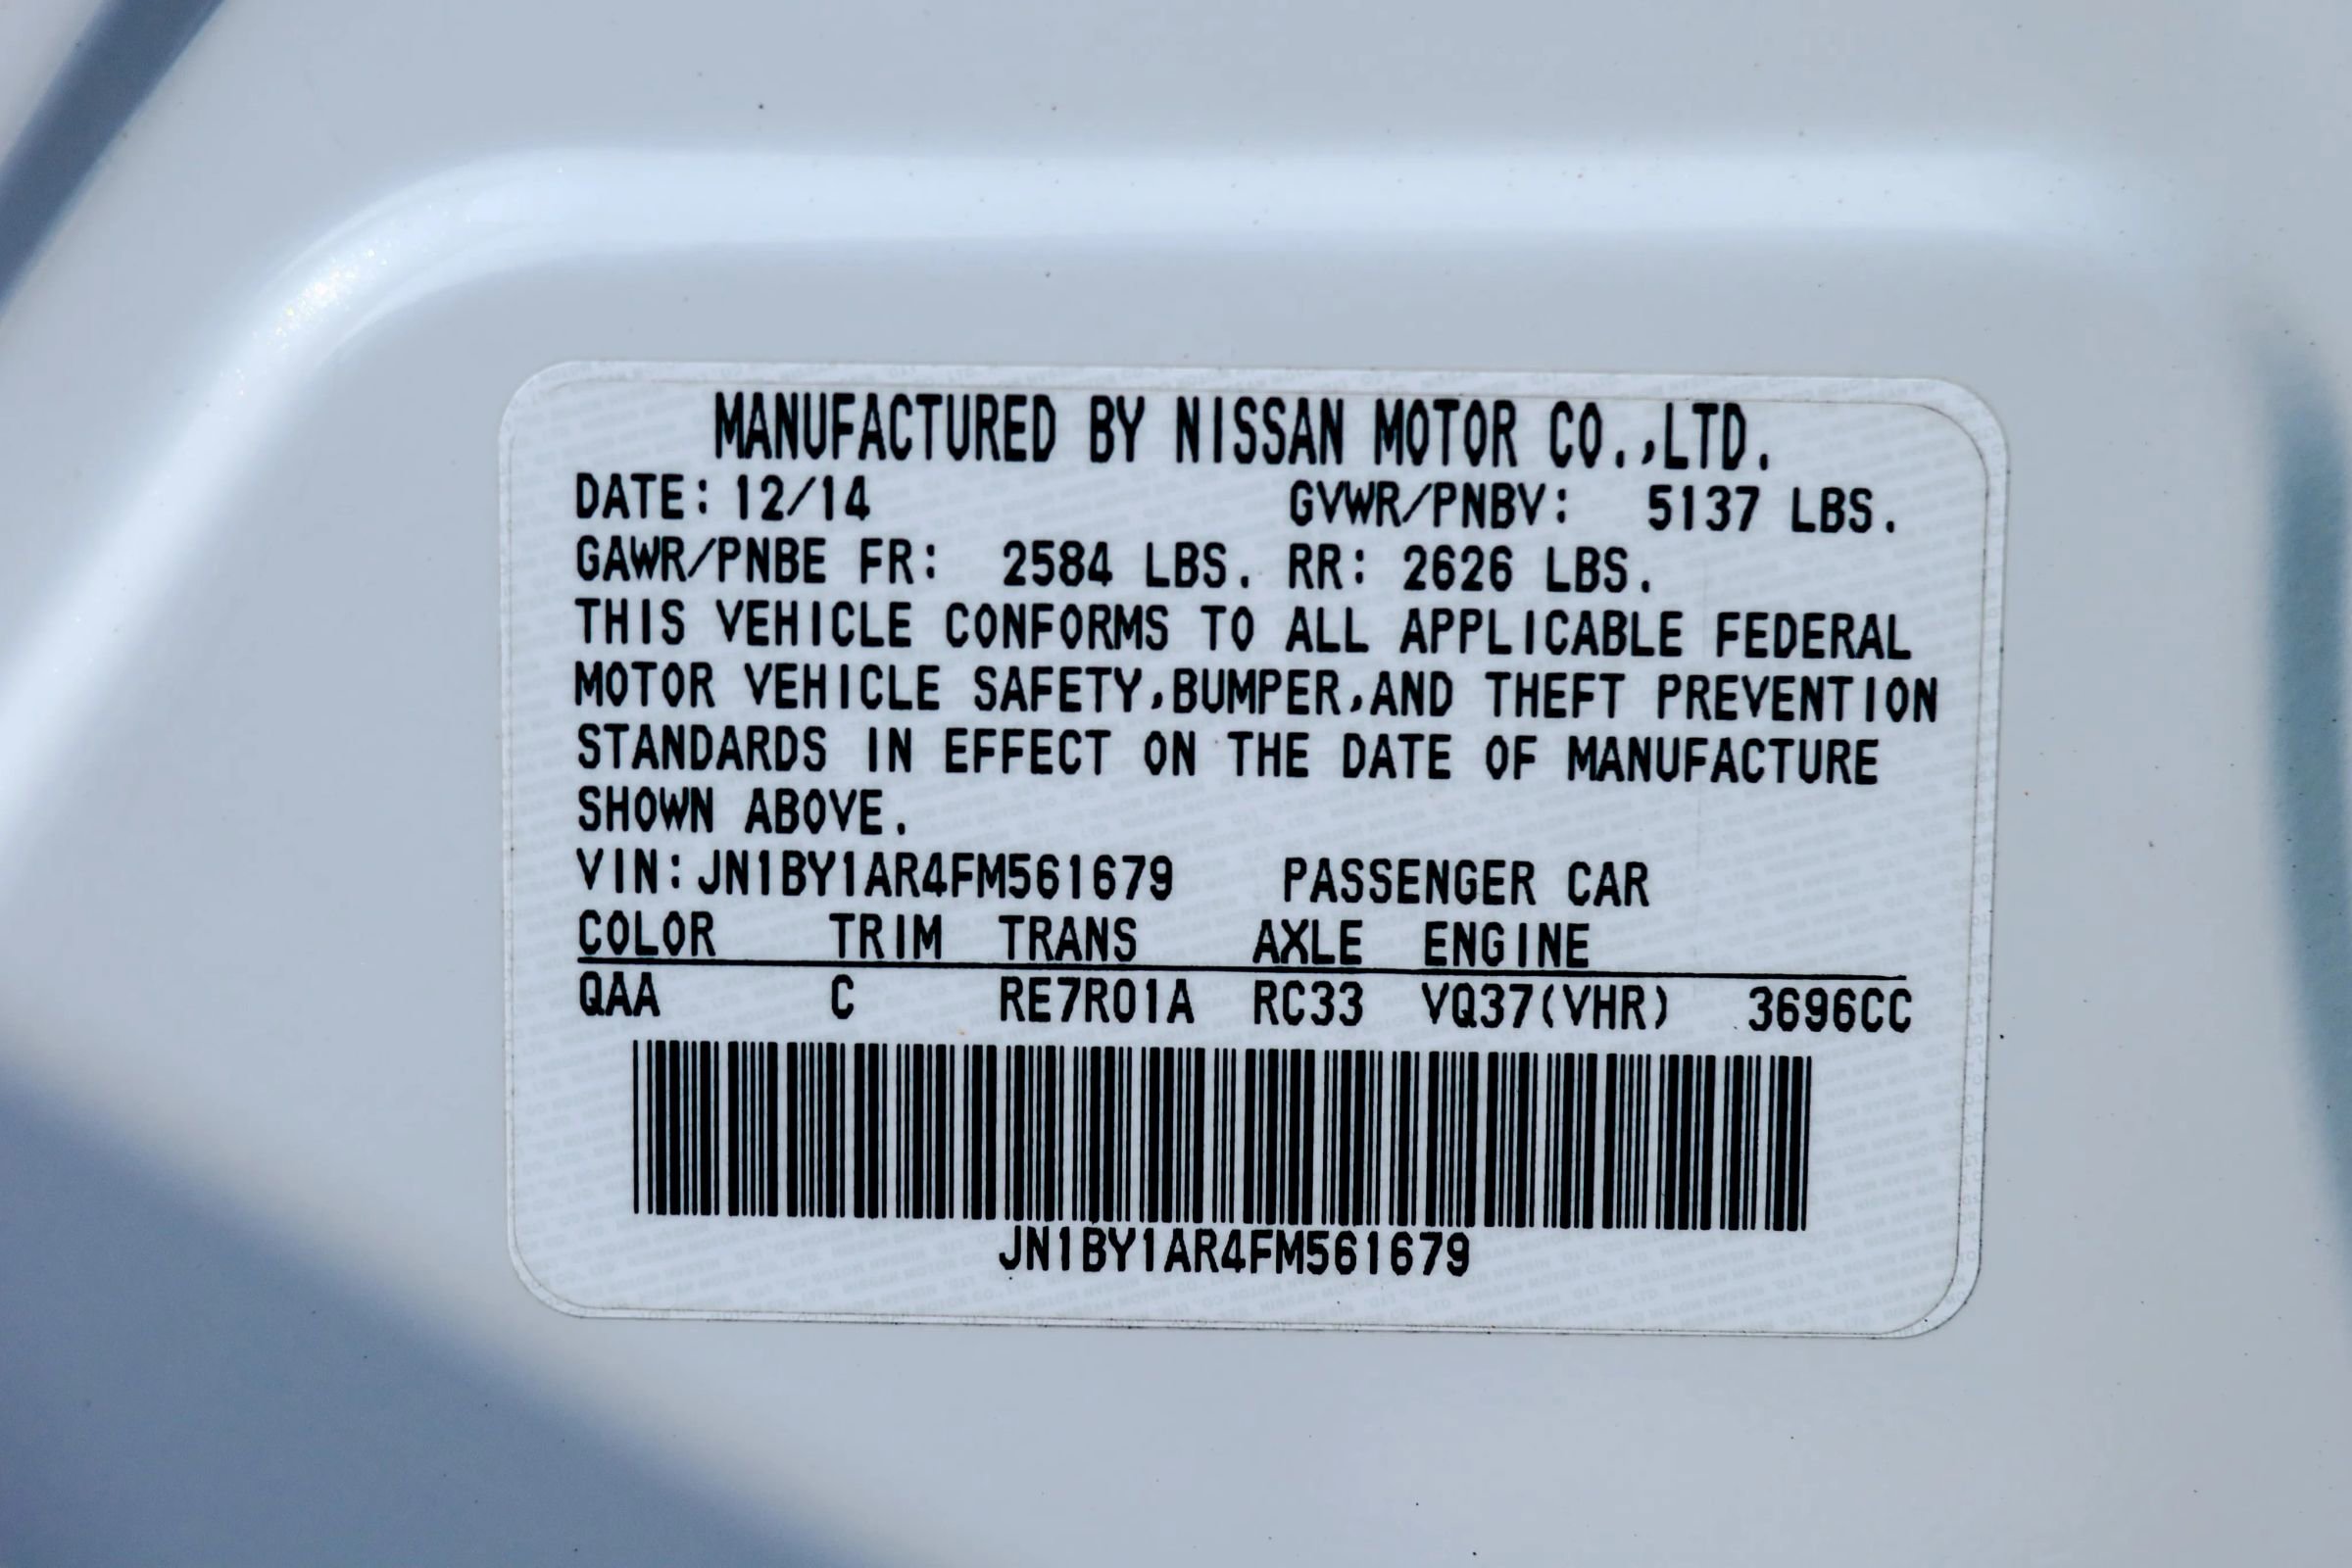 MANUFACTURED BY NISSAN MOTOR CO.,LTD.
DATE: 12/14 GVWR/PNBV: 5137 LBS.
GAWR/PNBE FR: 2584 LBS. RR: 2626 LBS.
THIS VEHICLE CONFORMS TO ALL APPLICABLE FEDERAL
MOTOR VEHICLE SAFETY,BUMPER,AND THEFT PREVENTION
STANDARDS IN EFFECT ON THE DATE OF MANUFACTURE
SHOWN ABOVE.
VIN:JN1BY1AR4FM561679 PASSENGER CAR
COLOR TRIM TRANS AXLE ENGINE
QAA C RE7R01A RC33 VQ37(VHR) 3696CC
JN1BY1AR4FM561679